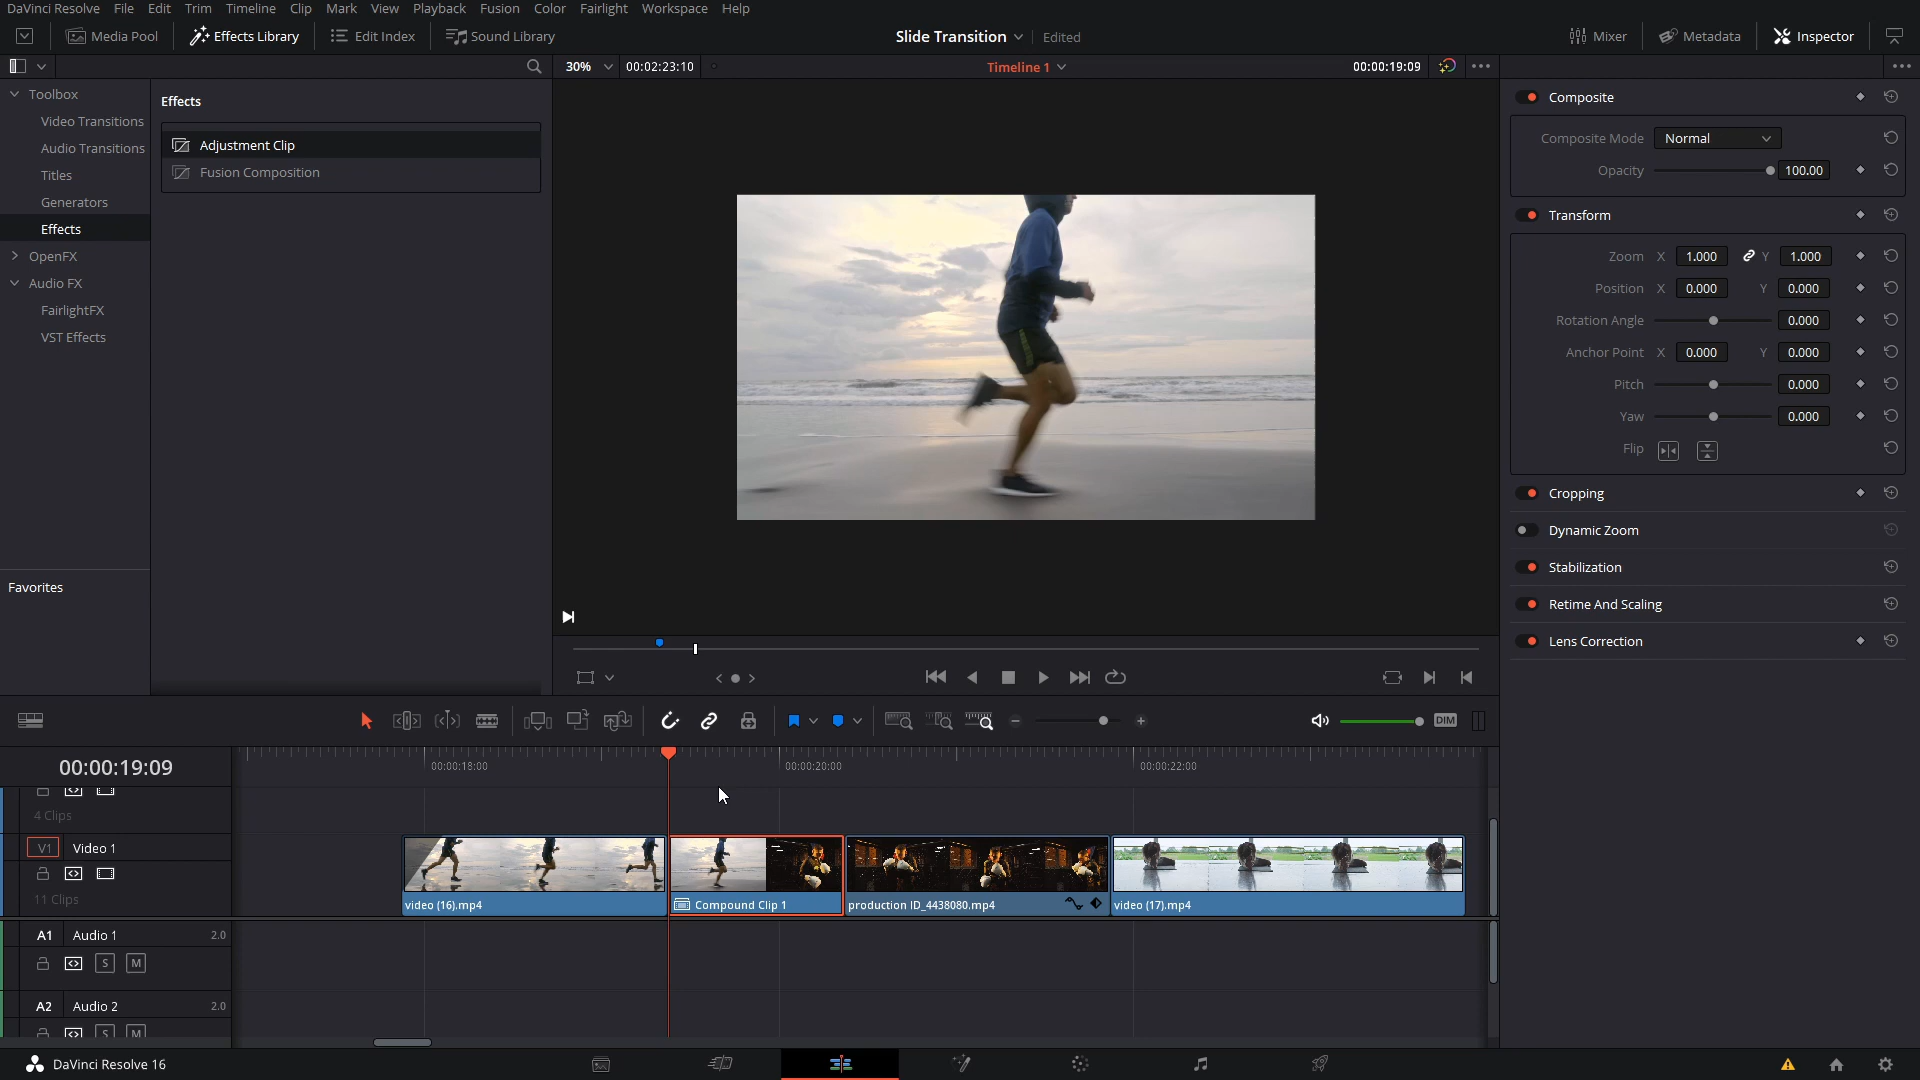 DaVinci Resolve File Edit Trim Timeline Clip Mark View Playback Fusion Color Fairlight Workspace Help
Media Pool Effects Library Edit Index Sound Library Slide Transition Edited Mixer Metadata Inspector
30% 00:02:23:10 Timeline 1 00:00:19:09
Toolbox
Video Transitions
Audio Transitions
Titles
Generators
Effects
OpenFX
Audio FX
FairlightFX
VST Effects
Favorites
Effects
Adjustment Clip
Fusion Composition
Composite
Composite Mode Normal
Opacity 100.00
Transform
Zoom X 1.000 Y 1.000
Position X 0.000 Y 0.000
Rotation Angle 0.000
Anchor Point X 0.000 Y 0.000
Pitch 0.000
Yaw 0.000
Flip
Cropping
Dynamic Zoom
Stabilization
Retime And Scaling
Lens Correction
DIM
00:00:19:09 00:00:18:00 00:00:20:00 00:00:22:00
4 Clips
V1 Video 1
11 Clips
video (16).mp4 Compound Clip 1 production ID_4438080.mp4 video (17).mp4
A1 Audio 1 2.0
S M
A2 Audio 2 2.0
S M
DaVinci Resolve 16